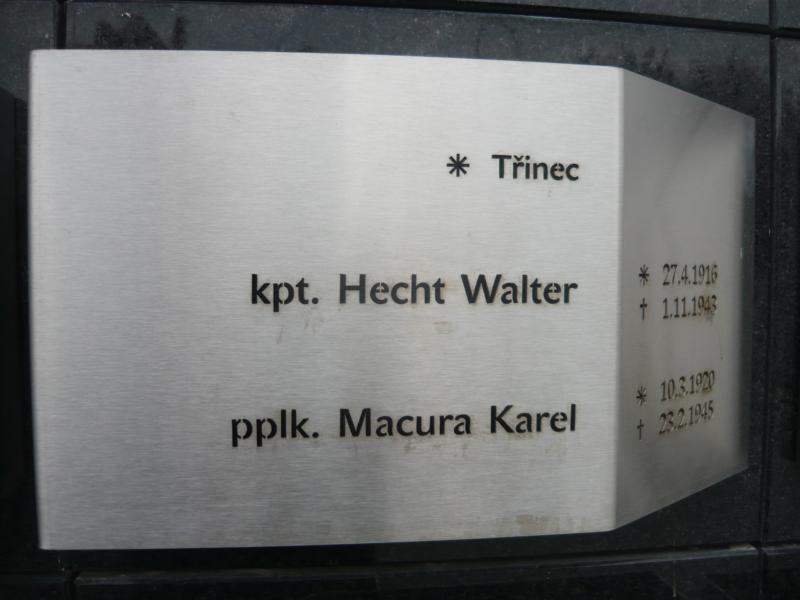 * Třinec
kpt. Hecht Walter
* 27.4.1916
† 1.11.1943
pplk. Macura Karel
* 10.3.1920
† 23.2.1945